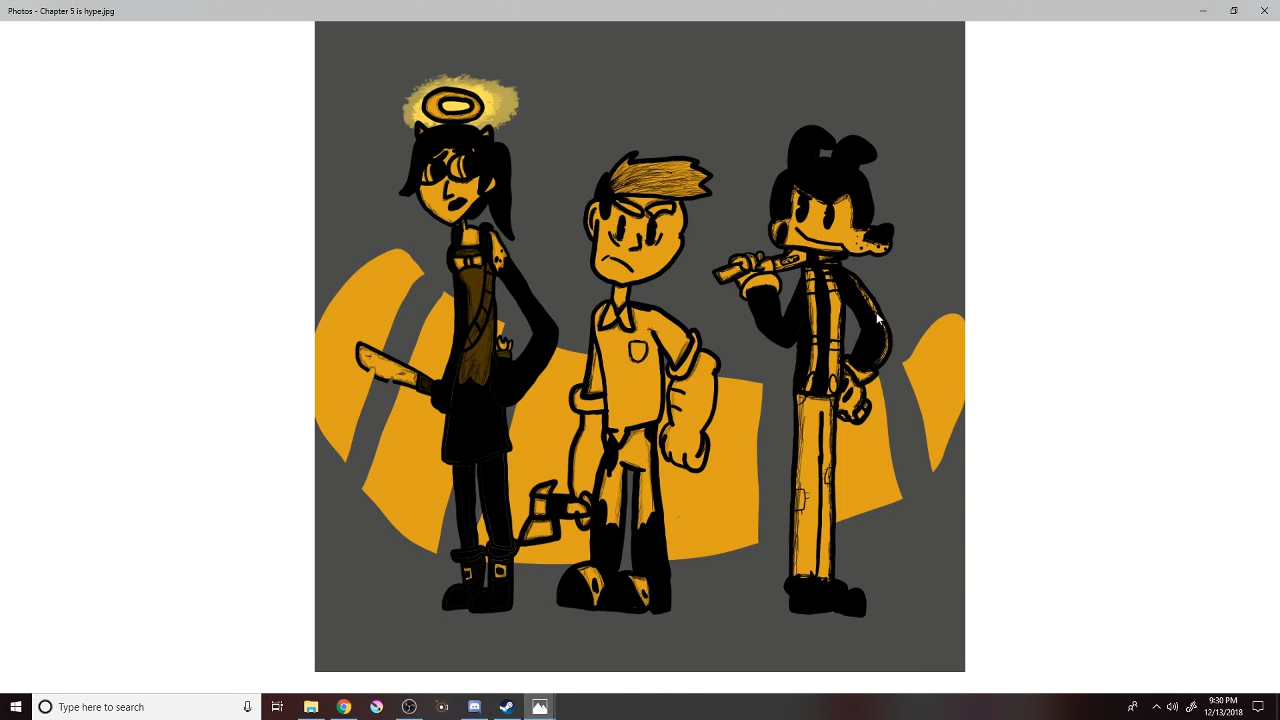 Photos - Chapter 5 is hype.jpg
Type here to search
9:30 PM
12/13/2018